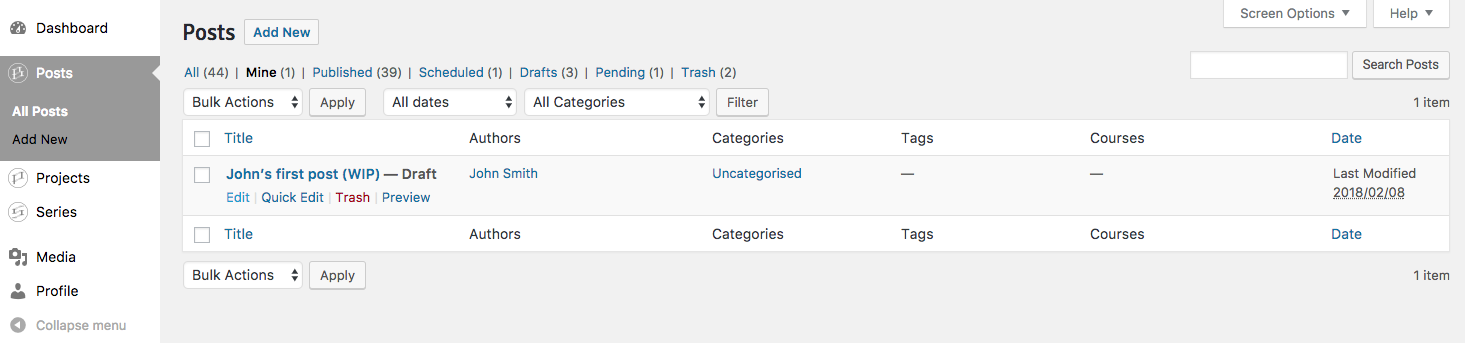 Dashboard
Posts
All Posts
Add New
Projects
Series
Media
Profile
Collapse menu
Screen Options ▼ Help ▼
Posts Add New
All (44) | Mine (1) | Published (39) | Scheduled (1) | Drafts (3) | Pending (1) | Trash (2)
Search Posts
Bulk Actions Apply All dates All Categories Filter 1 item
Title Authors Categories Tags Courses Date
John’s first post (WIP) — Draft John Smith Uncategorised — — Last Modified
Edit | Quick Edit | Trash | Preview 2018/02/08
Title Authors Categories Tags Courses Date
Bulk Actions Apply 1 item